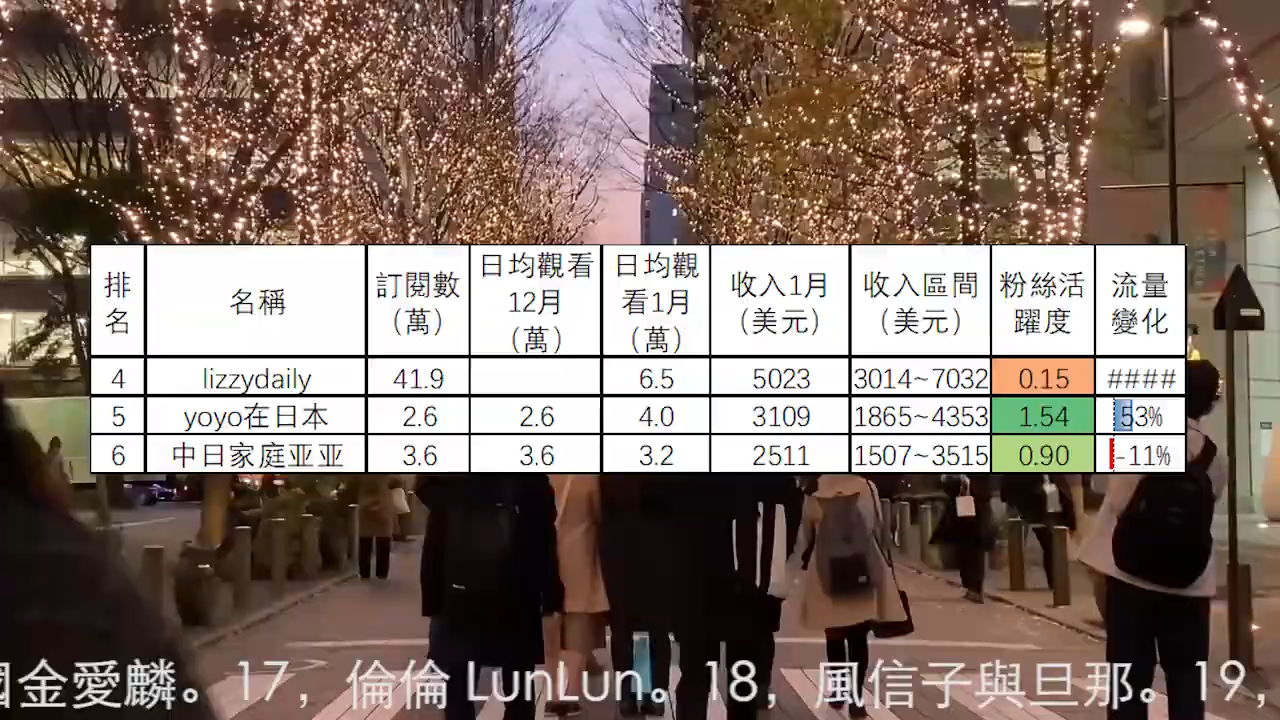 排名 名稱 訂閱數（萬） 日均觀看12月（萬） 日均觀看1月（萬） 收入1月（美元） 收入區間（美元） 粉絲活躍度 流量變化
4 lizzydaily 41.9 6.5 5023 3014~7032 0.15 ####
5 yoyo在日本 2.6 2.6 4.0 3109 1865~4353 1.54 53%
6 中日家庭亚亚 3.6 3.6 3.2 2511 1507~3515 0.90 -11%
金愛麟。17，倫倫 LunLun。18，風信子與旦那。19，